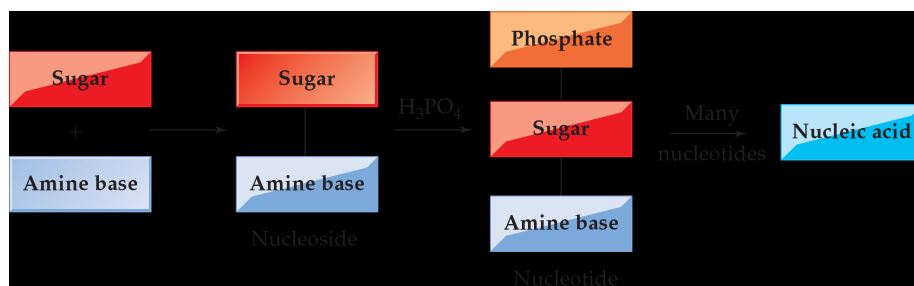 Sugar
+
Amine base
Sugar
Amine base
Nucleoside
H₃PO₄
Phosphate
Sugar
Amine base
Nucleotide
Many
nucleotides
Nucleic acid